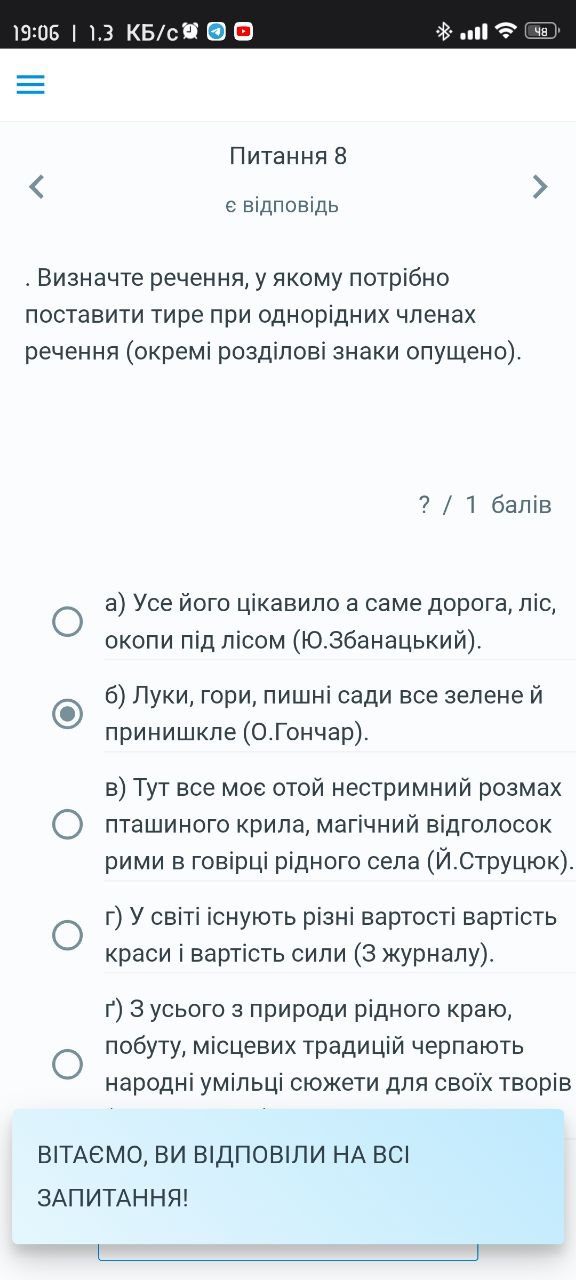 19:06 | 1,3 КБ/с 48
Питання 8
є відповідь
. Визначте речення, у якому потрібно
поставити тире при однорідних членах
речення (окремі розділові знаки опущено).
? / 1 балів
а) Усе його цікавило а саме дорога, ліс,
окопи під лісом (Ю.Збанацький).
б) Луки, гори, пишні сади все зелене й
принишкле (О.Гончар).
в) Тут все моє отой нестримний розмах
пташиного крила, магічний відголосок
рими в говірці рідного села (Й.Струцюк).
г) У світі існують різні вартості вартість
краси і вартість сили (З журналу).
ґ) З усього з природи рідного краю,
побуту, місцевих традицій черпають
народні умільці сюжети для своїх творів
ВІТАЄМО, ВИ ВІДПОВІЛИ НА ВСІ
ЗАПИТАННЯ!